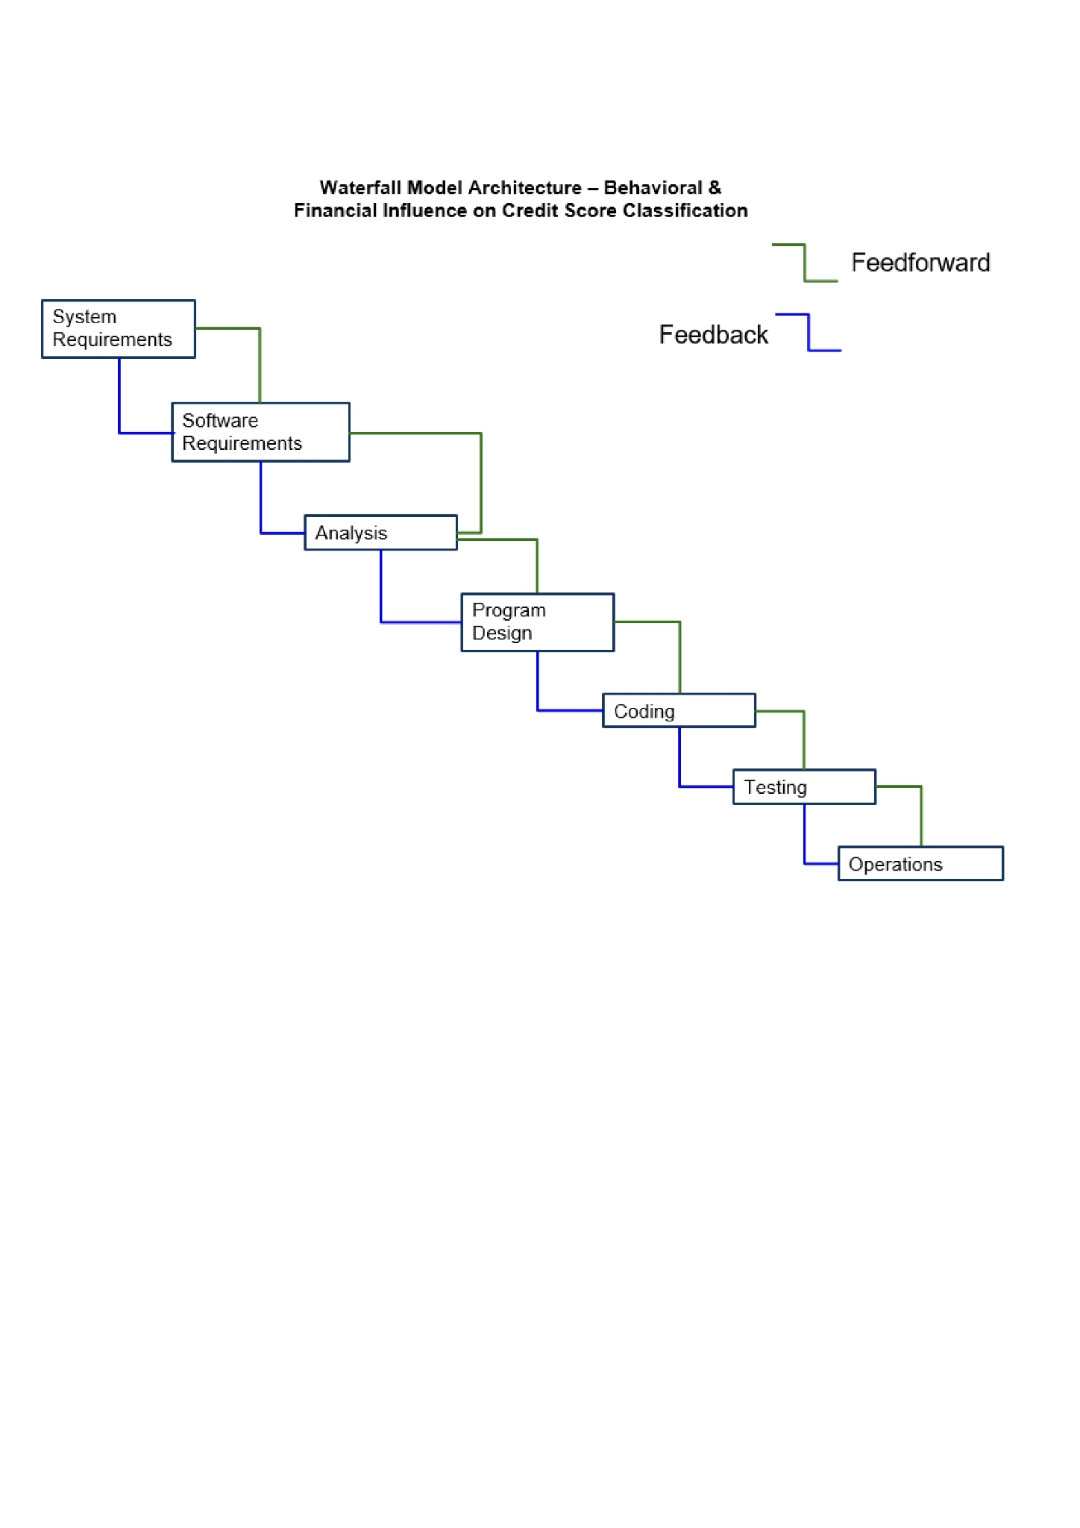 Waterfall Model Architecture – Behavioral &
Financial Influence on Credit Score Classification
Feedforward
Feedback
System
Requirements
Software
Requirements
Analysis
Program
Design
Coding
Testing
Operations